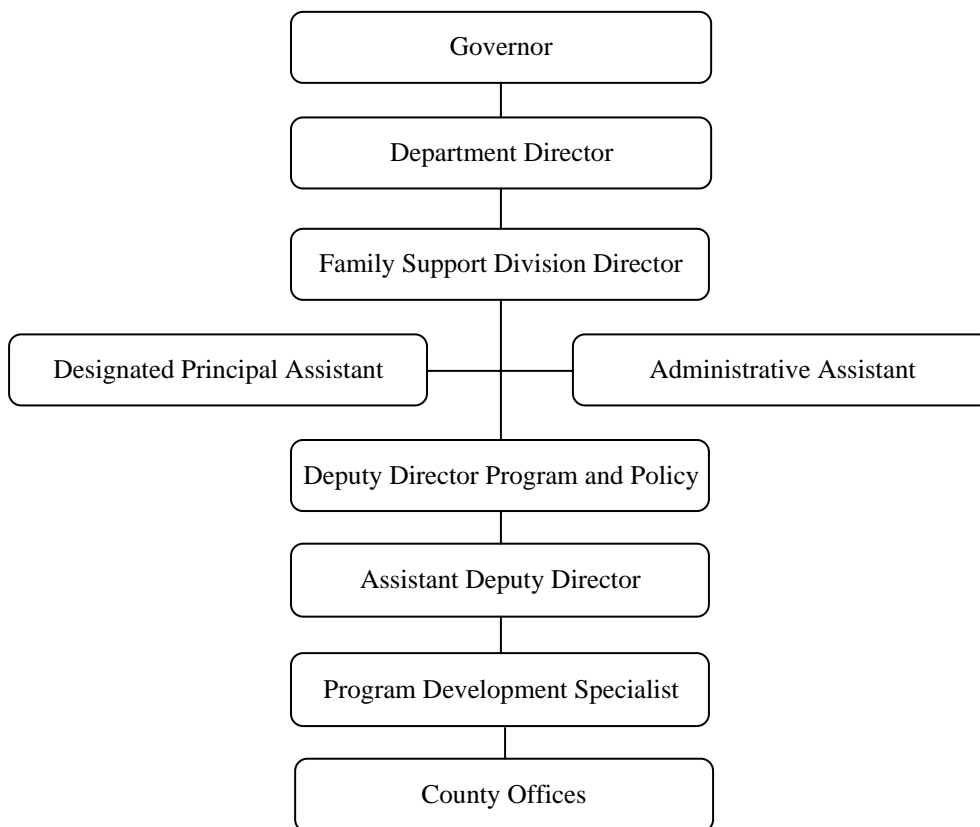 Governor
Department Director
Family Support Division Director
Designated Principal Assistant
Administrative Assistant
Deputy Director Program and Policy
Assistant Deputy Director
Program Development Specialist
County Offices